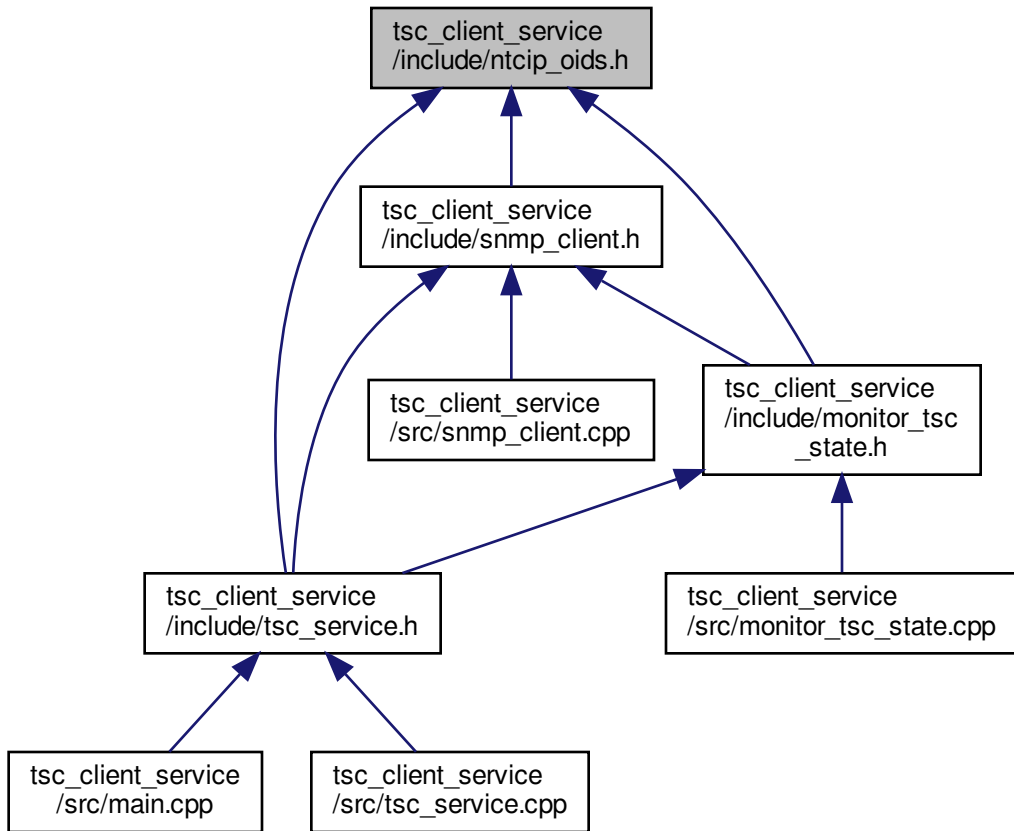 tsc_client_service
/include/ntcip_oids.h
tsc_client_service
/include/snmp_client.h
tsc_client_service
/src/snmp_client.cpp
tsc_client_service
/include/monitor_tsc
_state.h
tsc_client_service
/include/tsc_service.h
tsc_client_service
/src/monitor_tsc_state.cpp
tsc_client_service
/src/main.cpp
tsc_client_service
/src/tsc_service.cpp